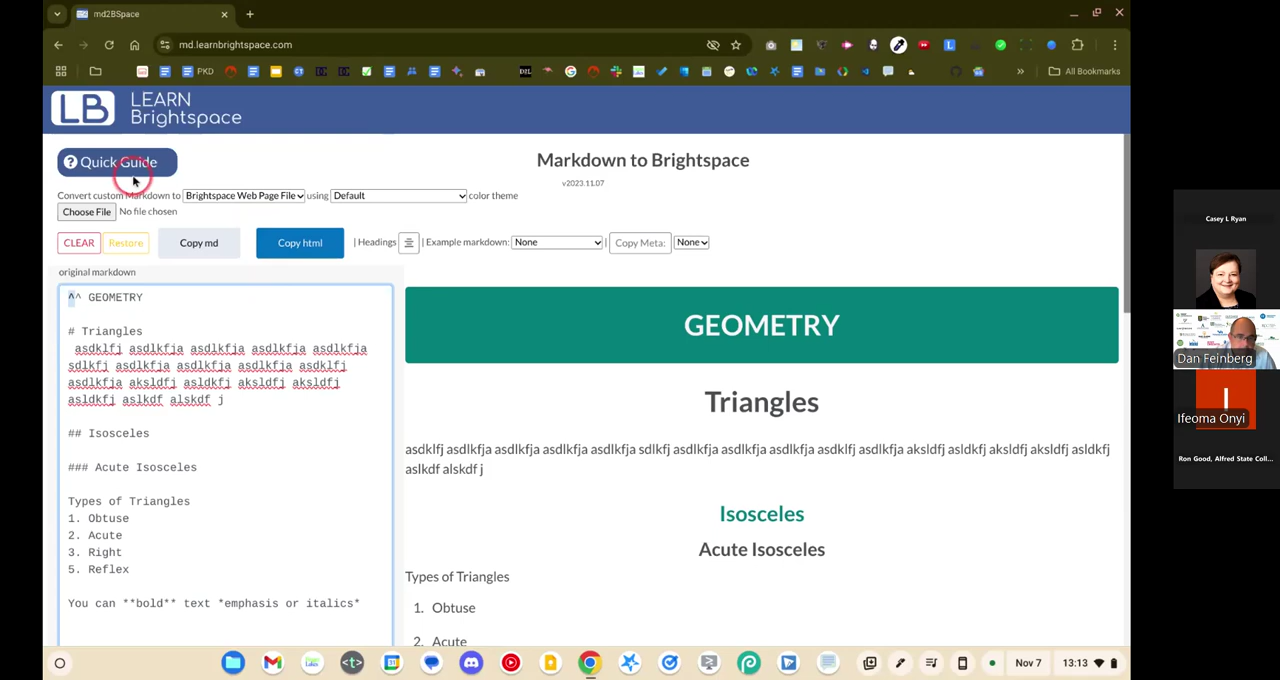 md2BSpace
md.learnbrightspace.com
PKD
All Bookmarks
LB LEARN
Brightspace
Quick Guide
Markdown to Brightspace
v2023.11.07
Convert custom Markdown to Brightspace Web Page File using Default color theme
Choose File No file chosen
CLEAR Restore Copy md Copy html | Headings | Example markdown: None | Copy Meta: None
original markdown
^^ GEOMETRY
# Triangles
asdklfj asdlkfja asdlkfja asdlkfja asdlkfja
sdlkfj asdlkfja asdlkfja asdlkfja asdklfj
asdlkfja aksldfj asldkfj aksldfj aksldfj
asldkfj aslkdf alskdf j
## Isosceles
### Acute Isosceles
Types of Triangles
1. Obtuse
2. Acute
3. Right
5. Reflex
You can **bold** text *emphasis or italics*
GEOMETRY
Triangles
asdklfj asdlkfja asdlkfja asdlkfja asdlkfja sdlkfj asdlkfja asdlkfja asdlkfja asdklfj asdlkfja aksldfj asldkfj aksldfj aksldfj asldkfj
aslkdf alskdf j
Isosceles
Acute Isosceles
Types of Triangles
1. Obtuse
2. Acute
Nov 7 13:13
Casey L Ryan
Dan Feinberg
I
Ifeoma Onyi
Ron Good, Alfred State Coll...